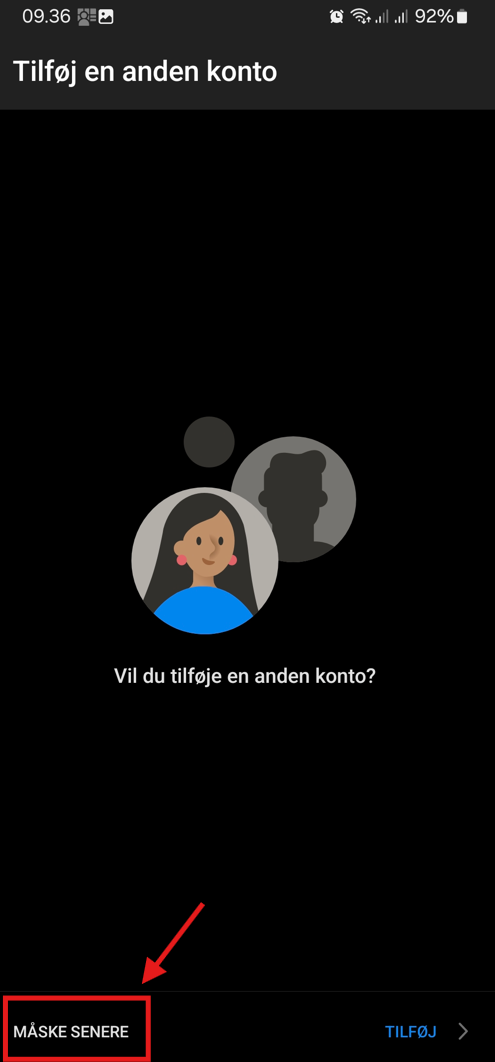 09.36 92%
Tilføj en anden konto
Vil du tilføje en anden konto?
MÅSKE SENERE TILFØJ